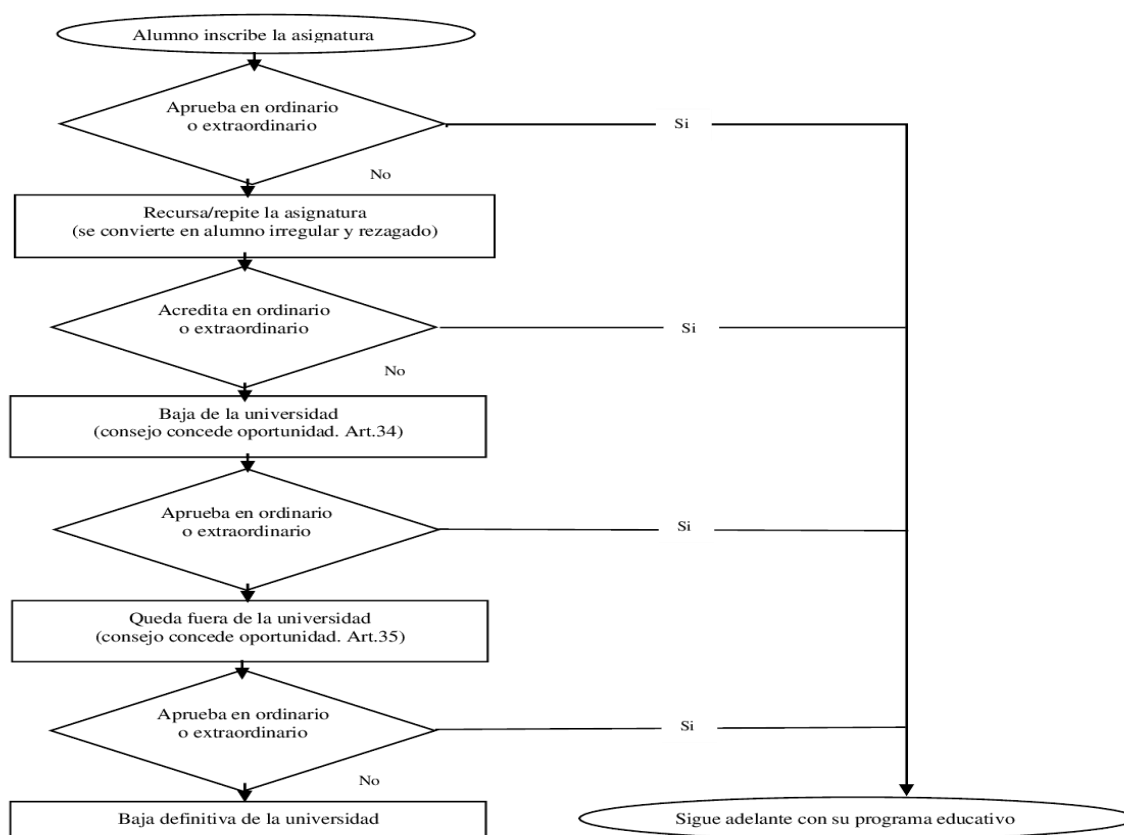 Alumno inscribe la asignatura
Aprueba en ordinario
o extraordinario
Si
No
Recursa/repite la asignatura
(se convierte en alumno irregular y rezagado)
Acredita en ordinario
o extraordinario
Si
No
Baja de la universidad
(consejo concede oportunidad. Art.34)
Aprueba en ordinario
o extraordinario
Si
Queda fuera de la universidad
(consejo concede oportunidad. Art.35)
Aprueba en ordinario
o extraordinario
Si
No
Baja definitiva de la universidad
Sigue adelante con su programa educativo